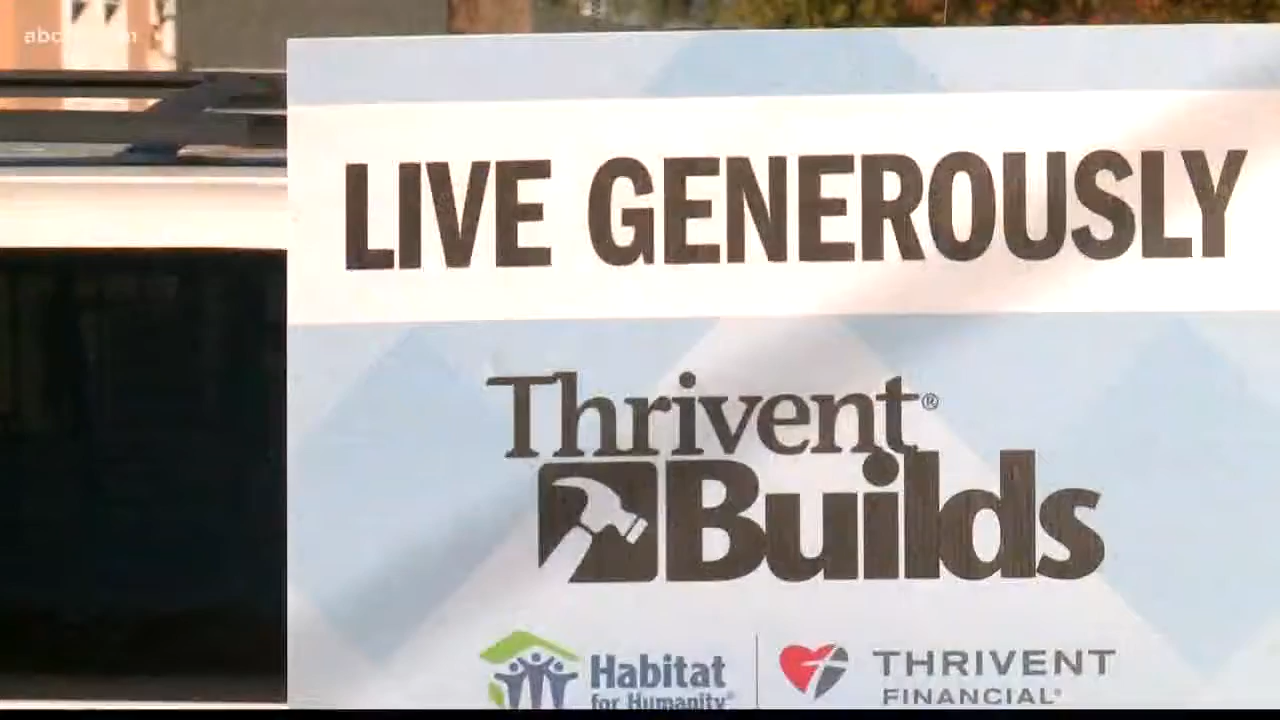 LIVE GENEROUSLY
Thrivent®
Builds
Habitat
for Humanity®
THRIVENT
FINANCIAL®